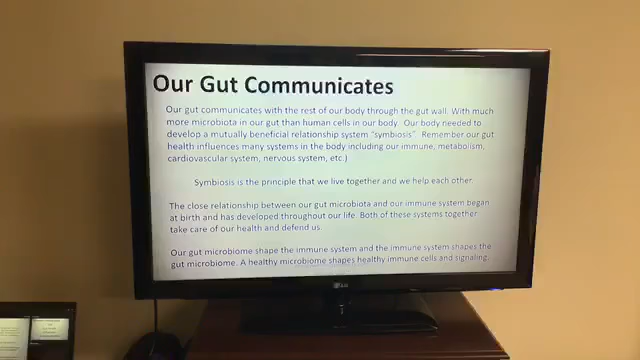 Our Gut Communicates
Our gut communicates with the rest of our body through the gut wall. With much
more microbiota in our gut than human cells in our body. Our body needed to
develop a mutually beneficial relationship system "symbiosis". Remember our gut
health influences many systems in the body including our immune, metabolism,
cardiovascular system, nervous system, etc.)
Symbiosis is the principle that we live together and we help each other.
The close relationship between our gut microbiota and our immune system began
at birth and has developed throughout our life. Both of these systems together
take care of our health and defend us.
Our gut microbiome shape the immune system and the immune system shapes the
gut microbiome. A healthy microbiome shapes healthy immune cells and signaling.
LG